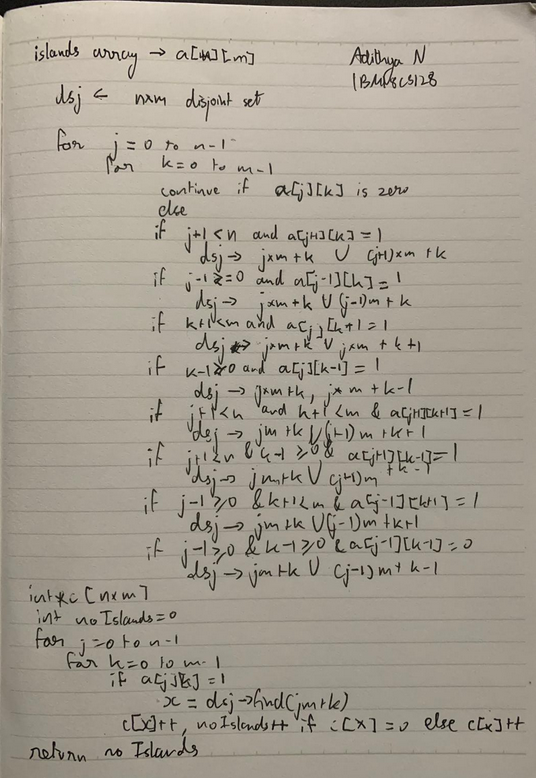 islands array → a[n][m]
Adithya N
1BM18CS128
dsj ← n×m disjoint set
for j = 0 to n-1
for k = 0 to m-1
continue if a[j][k] is zero
else
if j+1 < n and a[j+1][k] = 1
dsj → j×m+k ∪ (j+1)×m + k
if j-1 ≥ = 0 and a[j-1][k] = 1
dsj → j×m+k ∪ (j-1)m + k
if k+1 < m and a[j][k+1 = 1
dsj → j×m+k ∪ j×m + k+1
if k-1 ≥ 0 and a[j][k-1] = 1
dsj → j×m+k, j× m + k-1
if j+1 < n and k+1 < m & a[j+1][k+1] = 1
dsj → jm+k ∪ (j+1)m + k+1
if j+1 < n & k-1 ≥ 0 & a[j+1][k-1] = 1
dsj → jm+k ∪ (j+1)m + k-1
if j-1 ≥ 0 & k+1 < m & a[j-1][k+1] = 1
dsj → jm+k ∪ (j-1)m + k+1
if j-1 ≥ 0 & k-1 ≥ 0 & a[j-1][k-1] = 0
dsj → jm+k ∪ (j-1)m + k-1
int *c [n×m]
int no Islands = 0
for j = 0 to n-1
for k = 0 to m-1
if a[j][k] = 1
x = dsj → find(jm+k)
c[x]++, no Islands++ if c[x] = 0 else c[x]++
return no Islands